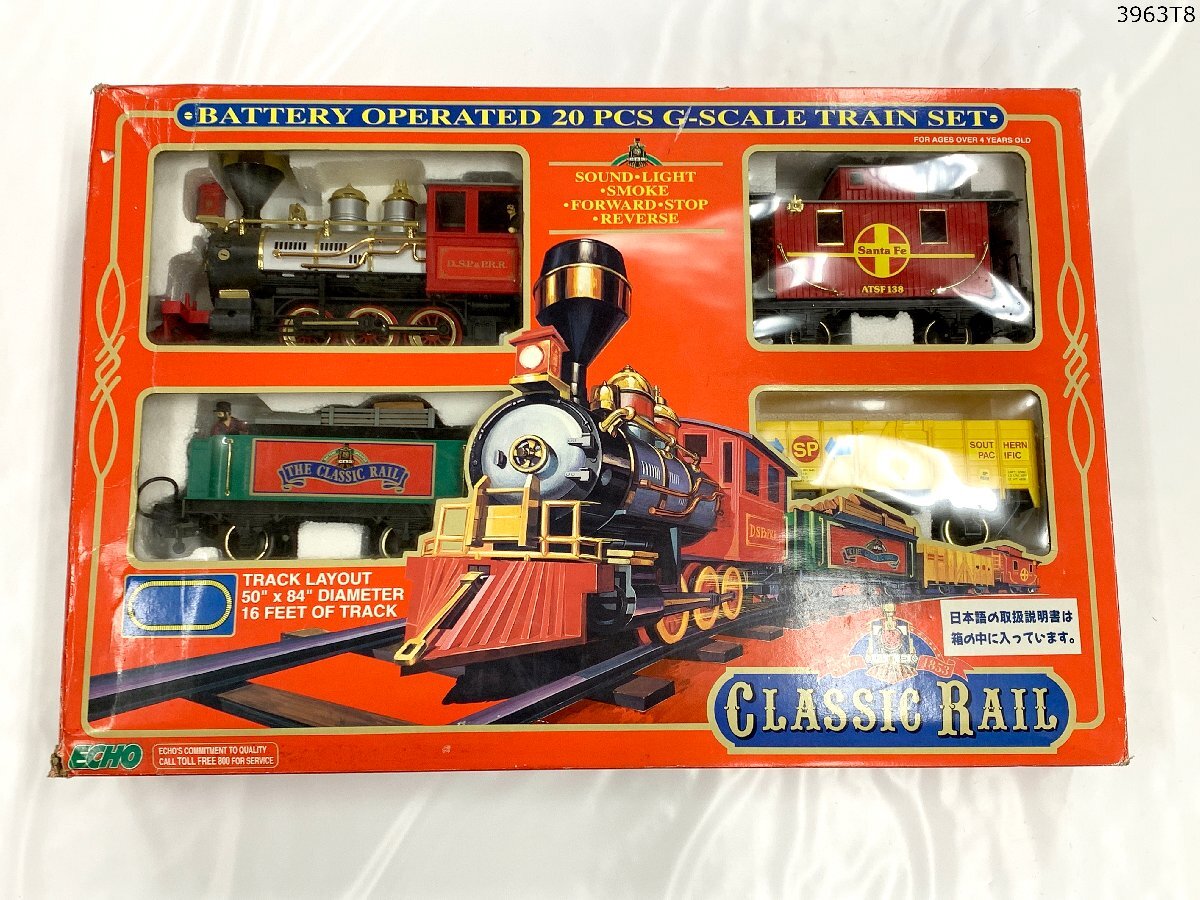 3963T8
•BATTERY OPERATED 20 PCS G-SCALE TRAIN SET•
FOR AGES OVER 4 YEARS OLD
SOUND•LIGHT
•SMOKE
•FORWARD•STOP
•REVERSE
D.S.P.&P.R.R.
Santa Fe
ATSF 138
THE CLASSIC RAIL
SP
SOUTHERN
PACIFIC
TRACK LAYOUT
50" x 84" DIAMETER
16 FEET OF TRACK
日本語の取扱説明書は
箱の中に入っています。
1853
CLASSIC RAIL
ECHO
ECHO'S COMMITMENT TO QUALITY
CALL TOLL FREE 800 FOR SERVICE